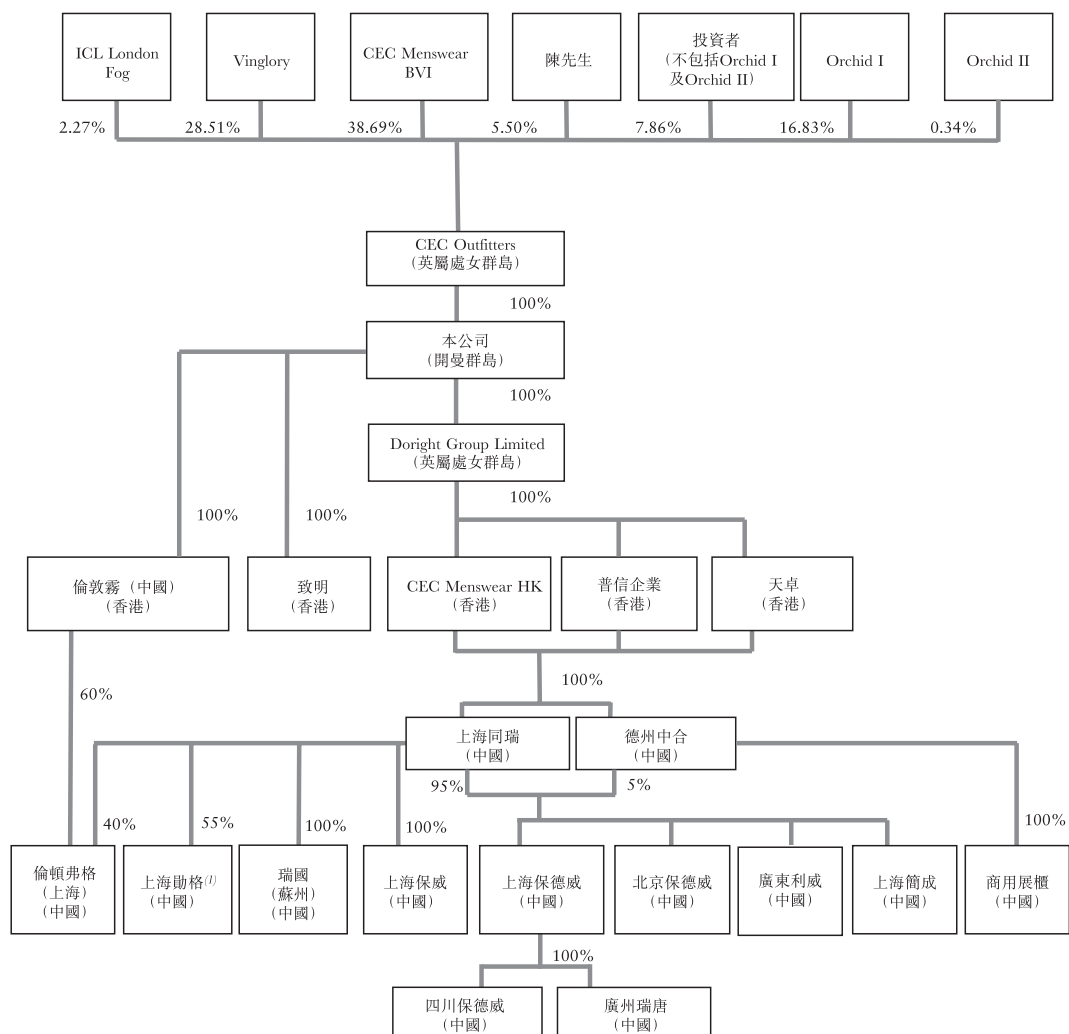 ICL London
Fog
Vinglory
CEC Menswear
BVI
陳先生
投資者
(不包括Orchid I
及Orchid II)
Orchid I
Orchid II
2.27%
28.51%
38.69%
5.50%
7.86%
16.83%
0.34%
CEC Outfitters
(英屬處女群島)
100%
本公司
(開曼群島)
100%
Doright Group Limited
(英屬處女群島)
100%
100%
100%
倫敦霧(中國)
(香港)
致明
(香港)
CEC Menswear HK
(香港)
普信企業
(香港)
天卓
(香港)
60%
100%
上海同瑞
(中國)
德州中合
(中國)
95%
5%
40%
55%
100%
100%
100%
倫頓弗格
(上海)
(中國)
上海勛格(1)
(中國)
瑞國
(蘇州)
(中國)
上海保威
(中國)
上海保德威
(中國)
北京保德威
(中國)
廣東利威
(中國)
上海簡成
(中國)
商用展櫃
(中國)
100%
四川保德威
(中國)
廣州瑞唐
(中國)